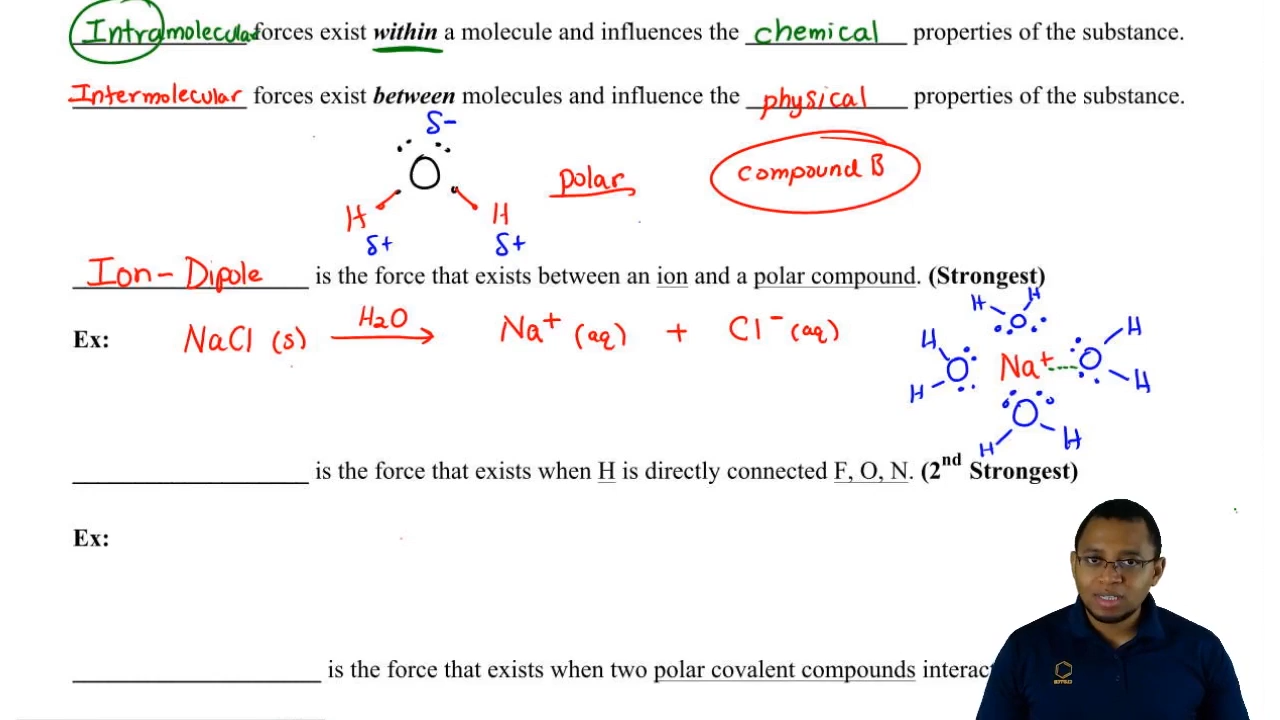 Intramolecular forces exist within a molecule and influences the chemical properties of the substance.
Intermolecular forces exist between molecules and influence the physical properties of the substance.
δ-
O
polar
compound B
H H
δ+ δ+
Ion-Dipole is the force that exists between an ion and a polar compound. (Strongest)
Ex: NaCl (s) H₂O Na⁺ (aq) + Cl⁻ (aq)
H H
O
H O Na⁺ O H
H H
O
H H
is the force that exists when H is directly connected F, O, N. (2nd Strongest)
Ex:
is the force that exists when two polar covalent compounds interac